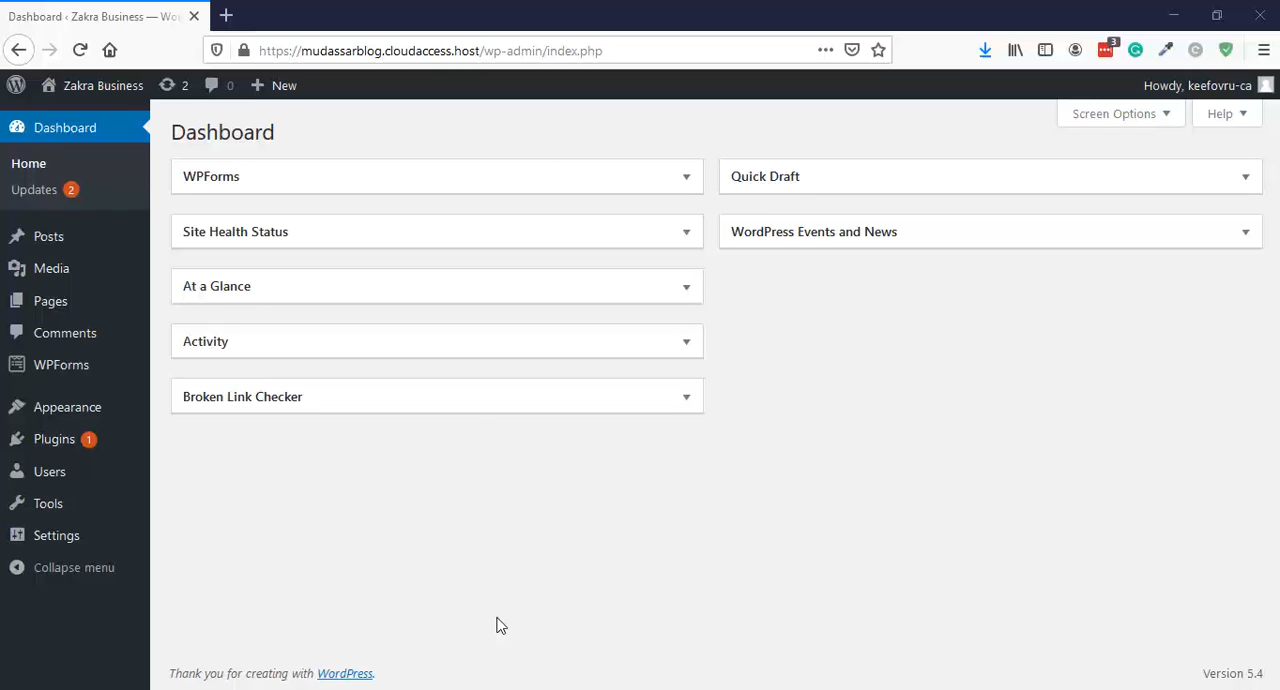 Dashboard ‹ Zakra Business — Wo
https://mudassarblog.cloudaccess.host/wp-admin/index.php
3
Zakra Business
2
0
New
Howdy, keefovru-ca
Dashboard
Home
Updates 2
Posts
Media
Pages
Comments
WPForms
Appearance
Plugins 1
Users
Tools
Settings
Collapse menu
Screen Options
Help
Dashboard
WPForms
Site Health Status
At a Glance
Activity
Broken Link Checker
Quick Draft
WordPress Events and News
Thank you for creating with WordPress.
Version 5.4